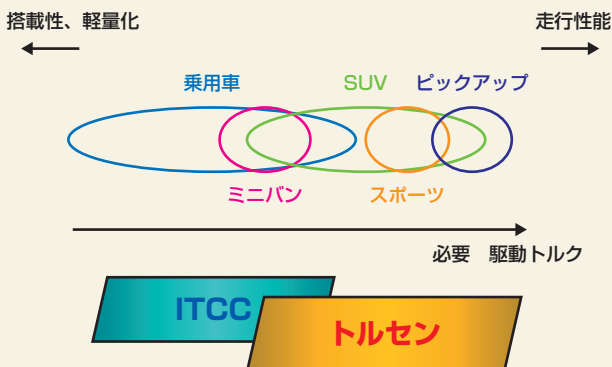 搭載性、軽量化
走行性能
乗用車
SUV
ピックアップ
ミニバン
スポーツ
必要　駆動トルク
ITCC
トルセン